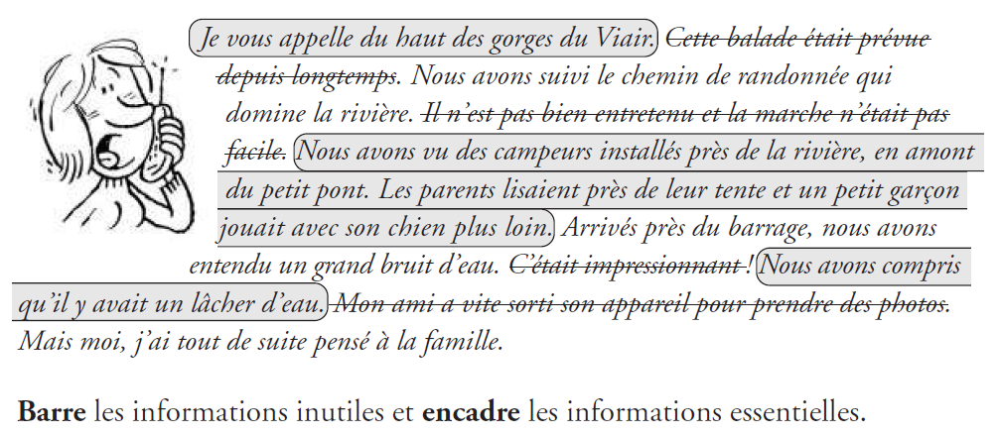 Je vous appelle du haut des gorges du Viair. Cette balade était prévue
depuis longtemps. Nous avons suivi le chemin de randonnée qui
domine la rivière. Il n'est pas bien entretenu et la marche n'était pas
facile. Nous avons vu des campeurs installés près de la rivière, en amont
du petit pont. Les parents lisaient près de leur tente et un petit garçon
jouait avec son chien plus loin. Arrivés près du barrage, nous avons
entendu un grand bruit d'eau. C'était impressionnant ! Nous avons compris
qu'il y avait un lâcher d'eau. Mon ami a vite sorti son appareil pour prendre des photos.
Mais moi, j'ai tout de suite pensé à la famille.
Barre les informations inutiles et encadre les informations essentielles.